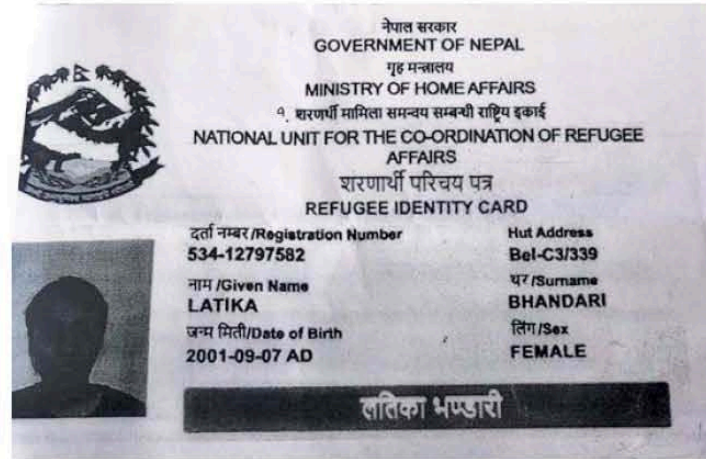 नेपाल सरकार
GOVERNMENT OF NEPAL
गृह मन्त्रालय
MINISTRY OF HOME AFFAIRS
१. शरणार्थी मामिला समन्वय सम्बन्धी राष्ट्रिय इकाई
NATIONAL UNIT FOR THE CO-ORDINATION OF REFUGEE
AFFAIRS
शरणार्थी परिचय पत्र
REFUGEE IDENTITY CARD
दर्ता नम्बर/Registration Number Hut Address
534-12797582 Bel-C3/339
नाम /Given Name थर/Surname
LATIKA BHANDARI
जन्म मिती/Date of Birth लिंग/Sex
2001-09-07 AD FEMALE
लतिका भण्डारी